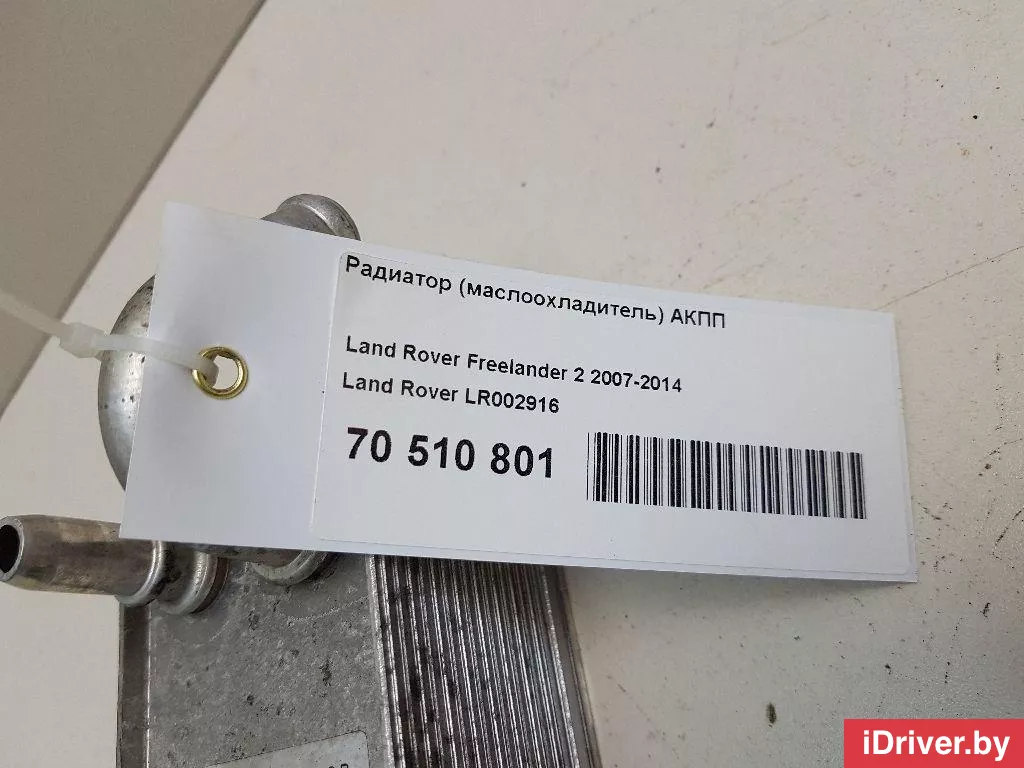 Радиатор (маслоохладитель) АКПП
Land Rover Freelander 2 2007-2014
Land Rover LR002916
70 510 801
iDriver.by